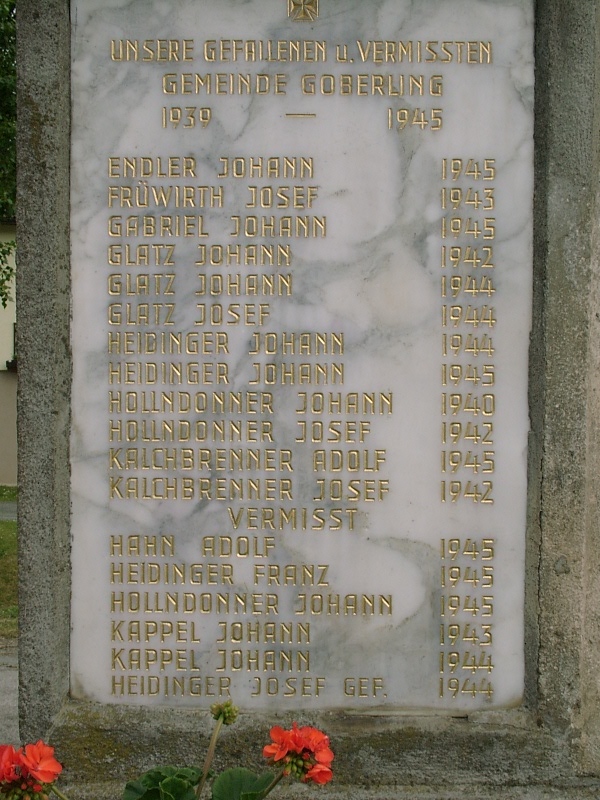 UNSERE GEFALLENEN u. VERMISSTEN
GEMEINDE GOBERLING
1939 — 1945
ENDLER JOHANN 1945
FRÜWIRTH JOSEF 1943
GABRIEL JOHANN 1945
GLATZ JOHANN 1942
GLATZ JOHANN 1944
GLATZ JOSEF 1944
HEIDINGER JOHANN 1944
HEIDINGER JOHANN 1945
HOLLNDONNER JOHANN 1940
HOLLNDONNER JOSEF 1942
KALCHBRENNER ADOLF 1945
KALCHBRENNER JOSEF 1942
VERMISST
HAHN ADOLF 1945
HEIDINGER FRANZ 1945
HOLLNDONNER JOHANN 1945
KAPPEL JOHANN 1943
KAPPEL JOHANN 1944
HEIDINGER JOSEF GEF. 1944